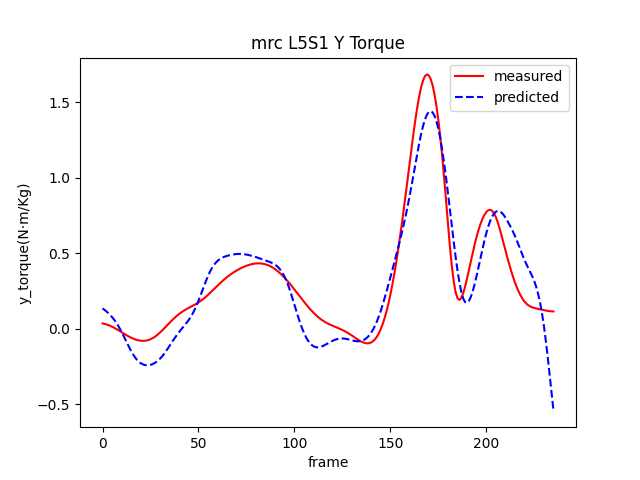 mrc L5S1 Y Torque
measured
predicted
y_torque(N·m/Kg)
1.5
1.0
0.5
0.0
−0.5
0 50 100 150 200
frame